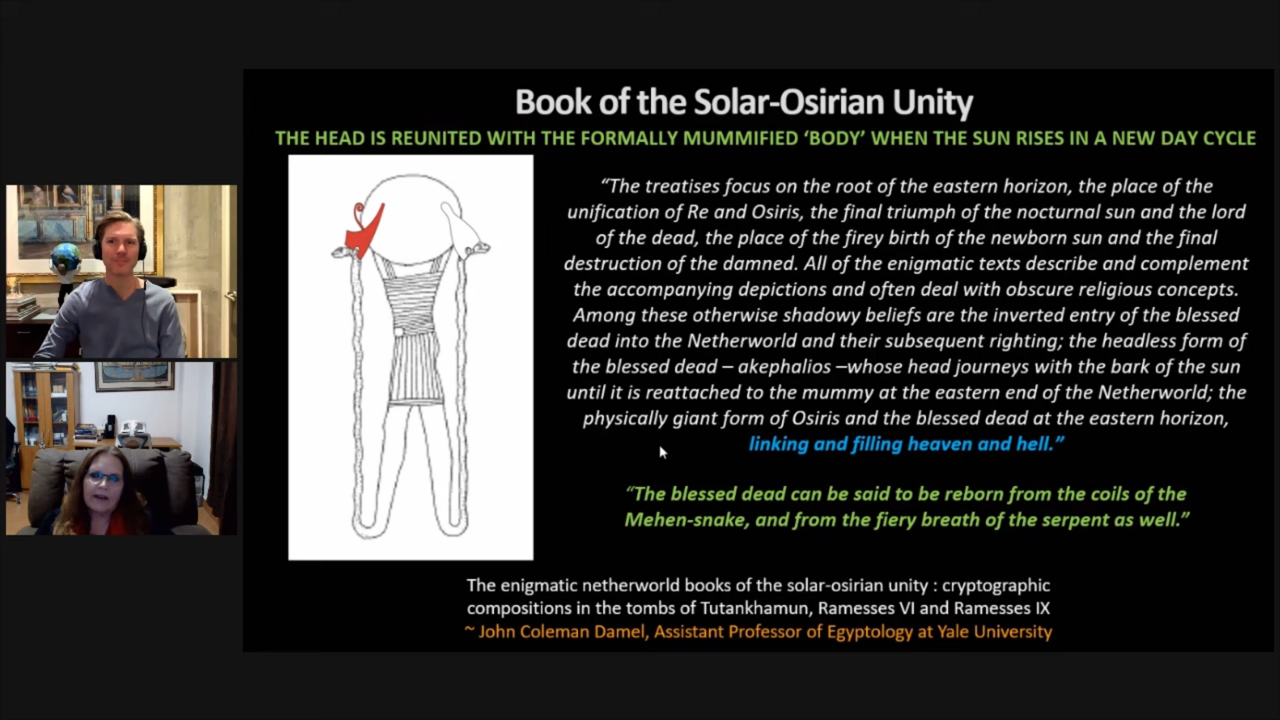 Book of the Solar-Osirian Unity
THE HEAD IS REUNITED WITH THE FORMALLY MUMMIFIED ‘BODY’ WHEN THE SUN RISES IN A NEW DAY CYCLE
“The treatises focus on the root of the eastern horizon, the place of the
unification of Re and Osiris, the final triumph of the nocturnal sun and the lord
of the dead, the place of the firey birth of the newborn sun and the final
destruction of the damned. All of the enigmatic texts describe and complement
the accompanying depictions and often deal with obscure religious concepts.
Among these otherwise shadowy beliefs are the inverted entry of the blessed
dead into the Netherworld and their subsequent righting; the headless form of
the blessed dead – akephalios –whose head journeys with the bark of the sun
until it is reattached to the mummy at the eastern end of the Netherworld; the
physically giant form of Osiris and the blessed dead at the eastern horizon,
linking and filling heaven and hell.”
“The blessed dead can be said to be reborn from the coils of the
Mehen-snake, and from the fiery breath of the serpent as well.”
The enigmatic netherworld books of the solar-osirian unity : cryptographic
compositions in the tombs of Tutankhamun, Ramesses VI and Ramesses IX
~ John Coleman Damel, Assistant Professor of Egyptology at Yale University